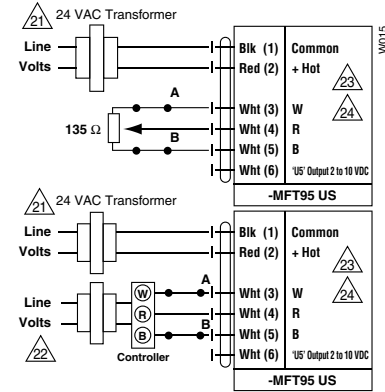 21 24 VAC Transformer
Line
Volts
Blk (1) Common
Red (2) + Hot
23
24
A
Wht (3) W
135 Ω
Wht (4) R
B
Wht (5) B
Wht (6) 'U5' Output 2 to 10 VDC
-MFT95 US
W015
21 24 VAC Transformer
Line
Volts
Blk (1) Common
Red (2) + Hot
23
24
A
W
Wht (3) W
Line
R
Wht (4) R
Volts
B
B
Wht (5) B
22
Controller
Wht (6) 'U5' Output 2 to 10 VDC
-MFT95 US